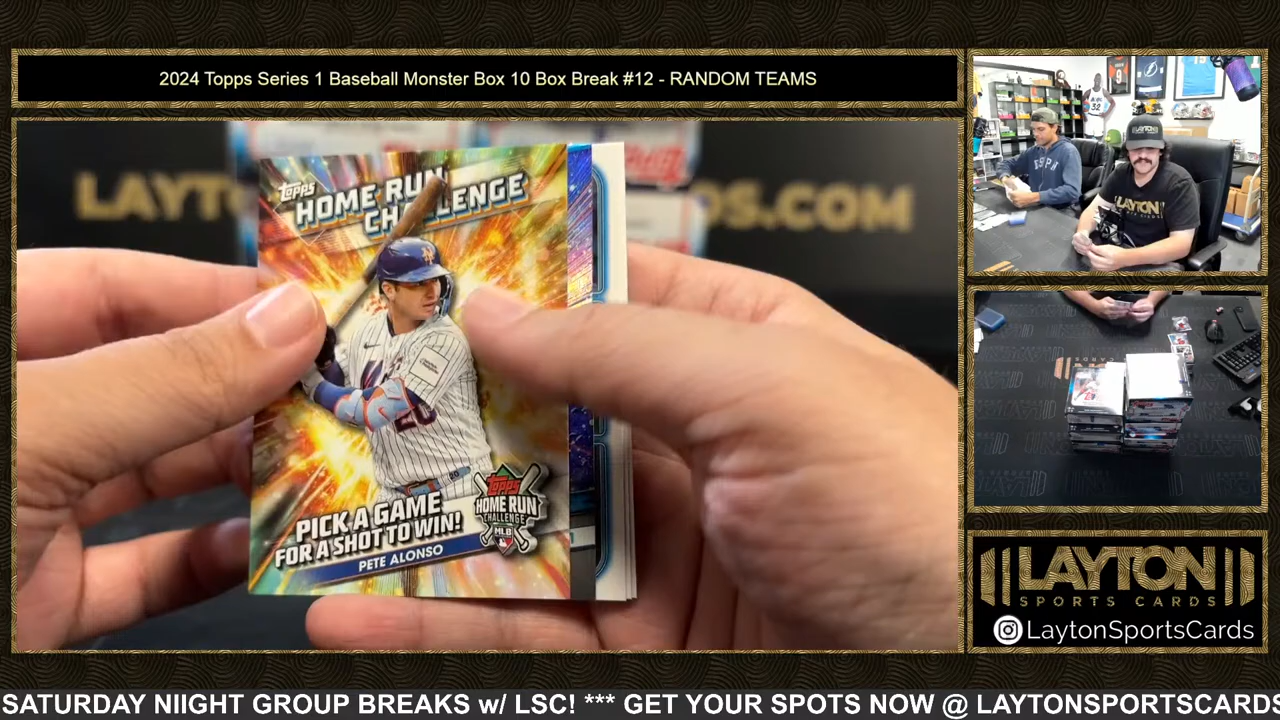 2024 Topps Series 1 Baseball Monster Box 10 Box Break #12 - RANDOM TEAMS
topps
HOME RUN
CHALLENGE
20
PICK A GAME
FOR A SHOT TO WIN!
PETE ALONSO
topps
HOME RUN
CHALLENGE
MLB
LAYTON
SPORTS CARDS
LaytonSportsCards
SATURDAY NIIGHT GROUP BREAKS w/ LSC! *** GET YOUR SPOTS NOW @ LAYTONSPORTSCARDS